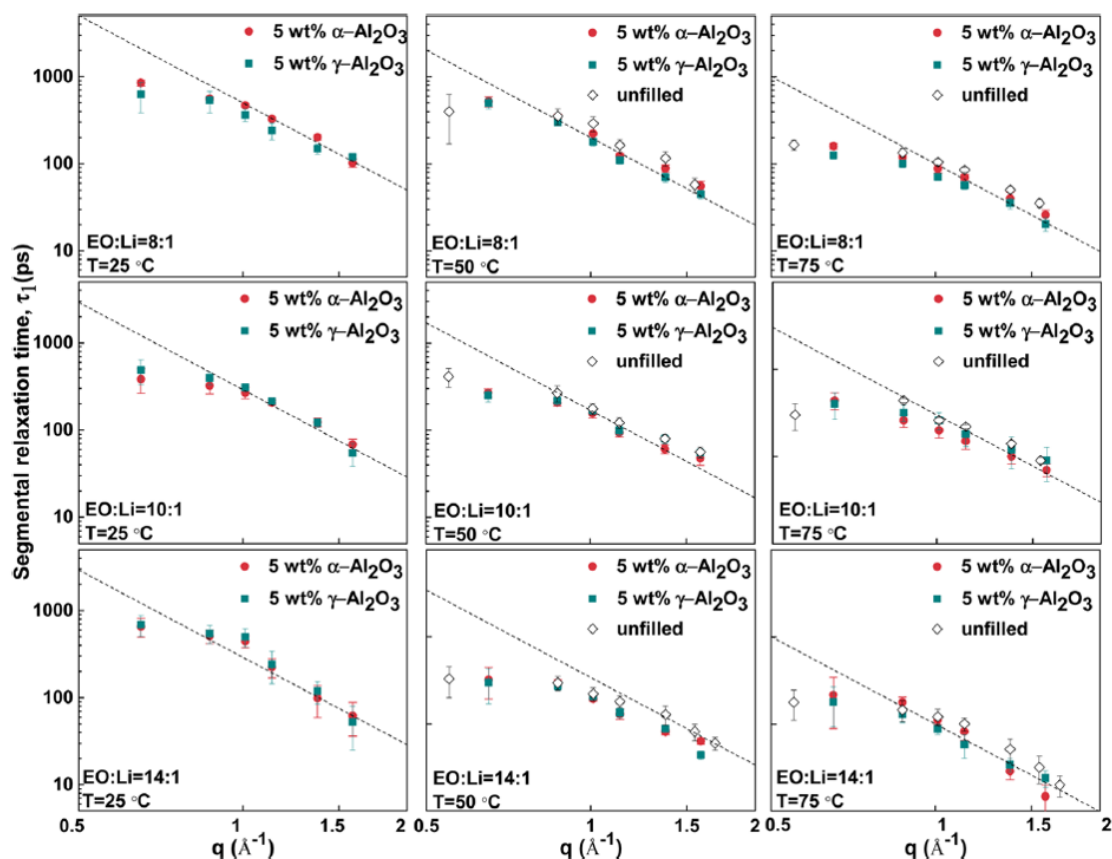 Segmental relaxation time, τ1(ps)
5 wt% α–Al2O3
5 wt% γ–Al2O3
1000
100
10
EO:Li=8:1
T=25 °C
5 wt% α–Al2O3
5 wt% γ–Al2O3
unfilled
EO:Li=8:1
T=50 °C
5 wt% α–Al2O3
5 wt% γ–Al2O3
unfilled
EO:Li=8:1
T=75 °C
5 wt% α–Al2O3
5 wt% γ–Al2O3
1000
100
10
EO:Li=10:1
T=25 °C
5 wt% α–Al2O3
5 wt% γ–Al2O3
unfilled
EO:Li=10:1
T=50 °C
5 wt% α–Al2O3
5 wt% γ–Al2O3
unfilled
EO:Li=10:1
T=75 °C
5 wt% α–Al2O3
5 wt% γ–Al2O3
1000
100
10
EO:Li=14:1
T=25 °C
5 wt% α–Al2O3
5 wt% γ–Al2O3
unfilled
EO:Li=14:1
T=50 °C
5 wt% α–Al2O3
5 wt% γ–Al2O3
unfilled
EO:Li=14:1
T=75 °C
0.5 1 1.5 2 0.5 1 1.5 2 0.5 1 1.5 2
q (Å-1) q (Å-1) q (Å-1)